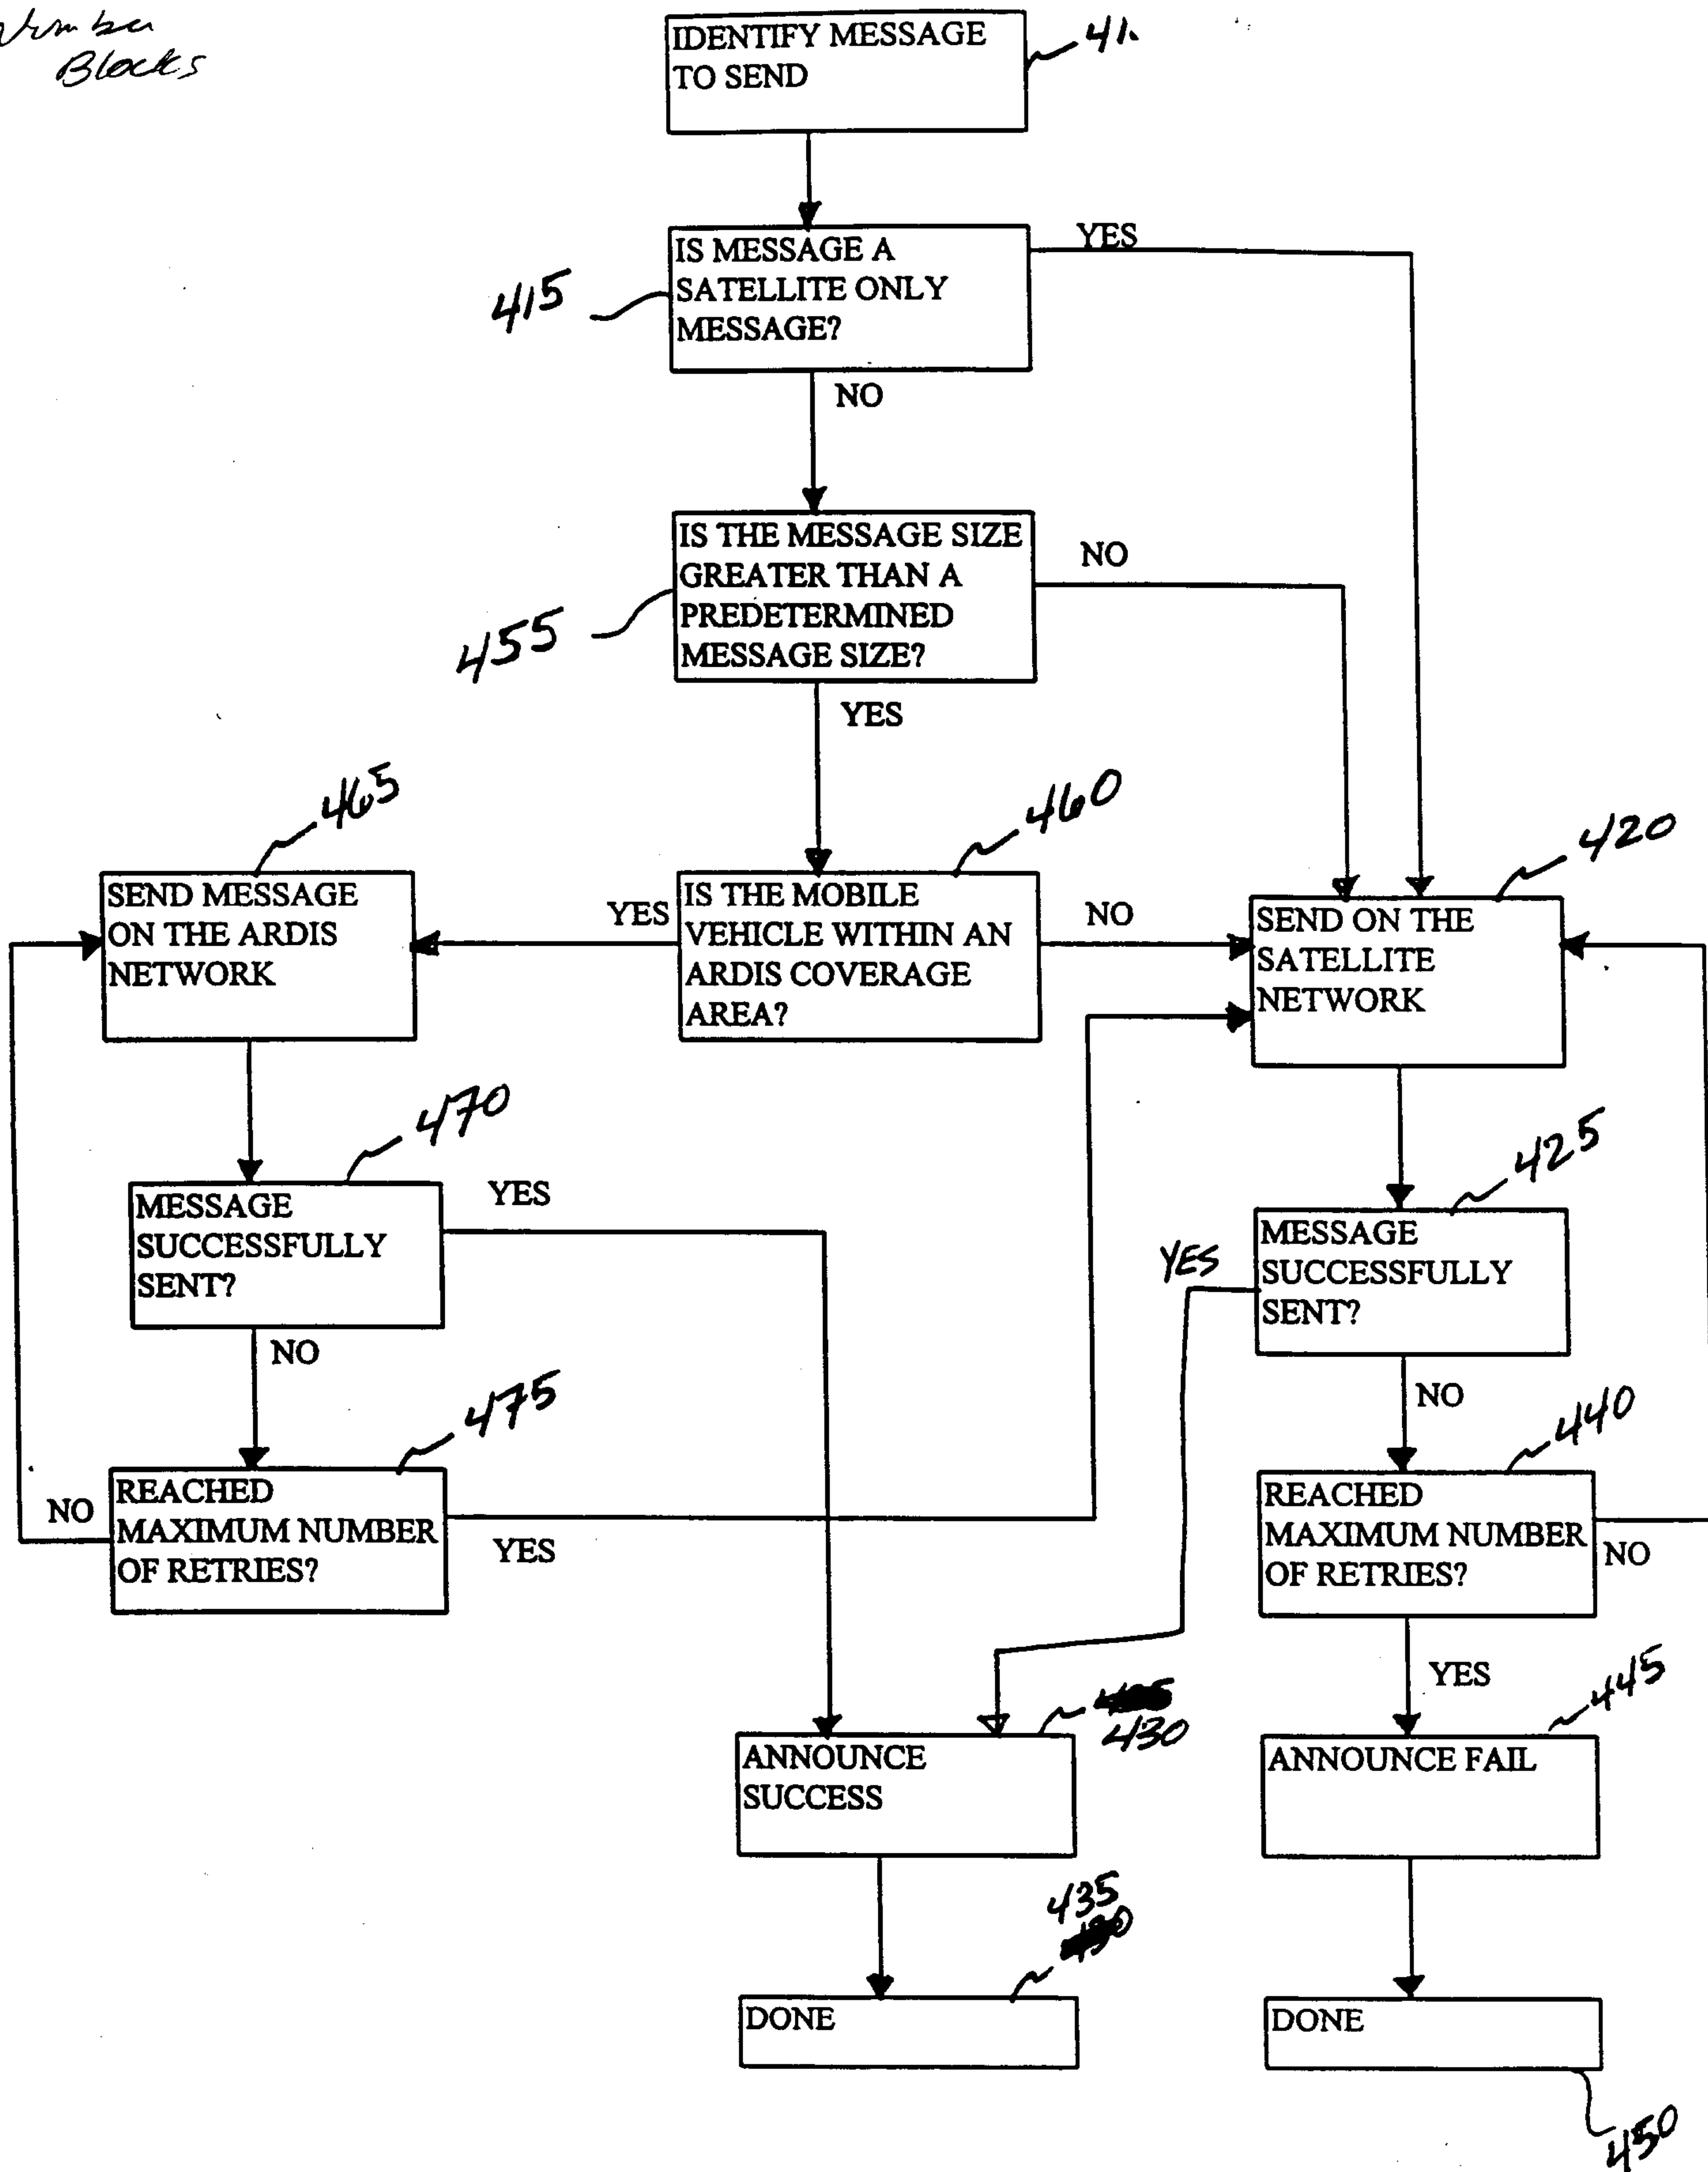 Blocks
IDENTIFY MESSAGE
TO SEND
41.
IS MESSAGE A
SATELLITE ONLY
MESSAGE?
YES
415
NO
IS THE MESSAGE SIZE
GREATER THAN A
PREDETERMINED
MESSAGE SIZE?
NO
455
YES
465
460
420
SEND MESSAGE
ON THE ARDIS
NETWORK
YES
IS THE MOBILE
VEHICLE WITHIN AN
ARDIS COVERAGE
AREA?
NO
SEND ON THE
SATELLITE
NETWORK
470
425
MESSAGE
SUCCESSFULLY
SENT?
YES
YES
MESSAGE
SUCCESSFULLY
SENT?
NO
NO
475
440
NO
REACHED
MAXIMUM NUMBER
OF RETRIES?
YES
REACHED
MAXIMUM NUMBER
OF RETRIES?
NO
YES
445
430
ANNOUNCE
SUCCESS
ANNOUNCE FAIL
435
DONE
DONE
450